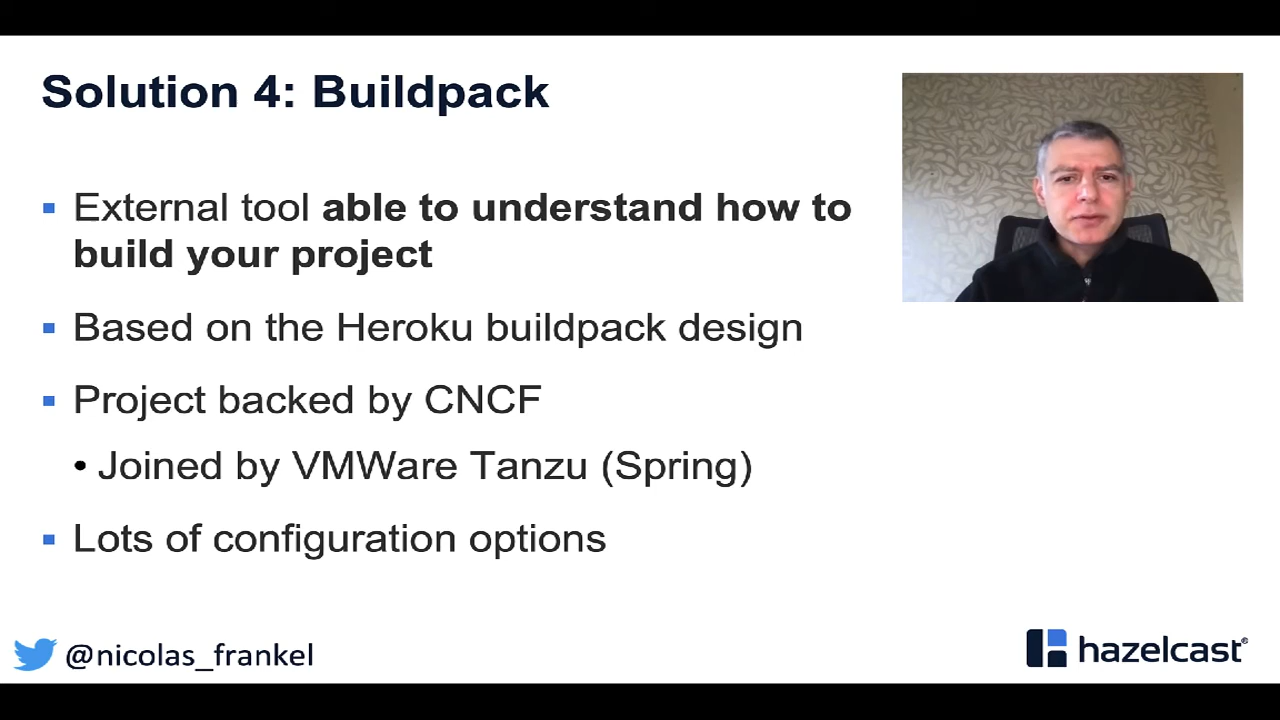 Solution 4: Buildpack
External tool able to understand how to
build your project
Based on the Heroku buildpack design
Project backed by CNCF
Joined by VMWare Tanzu (Spring)
Lots of configuration options
@nicolas_frankel
hazelcast®